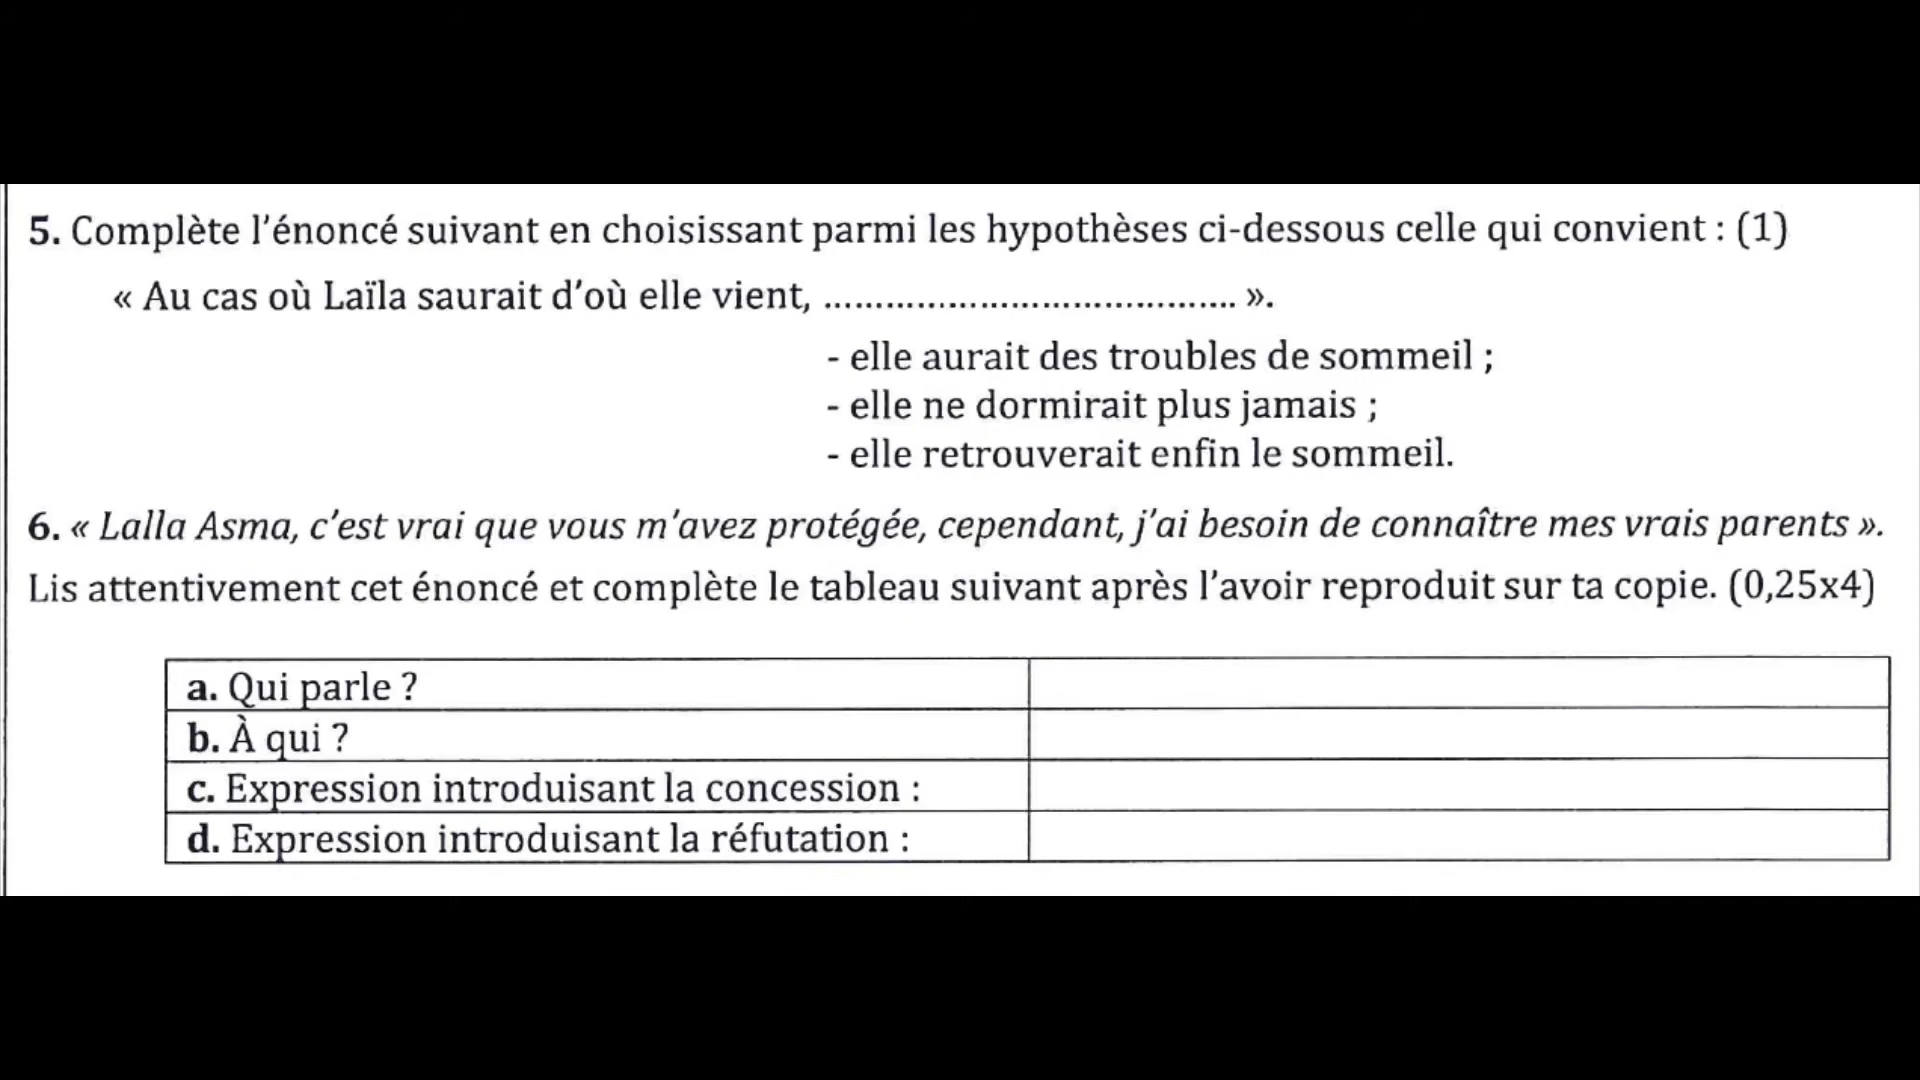 5. Complète l’énoncé suivant en choisissant parmi les hypothèses ci-dessous celle qui convient : (1)
« Au cas où Laïla saurait d’où elle vient, ........................................ ».
- elle aurait des troubles de sommeil ;
- elle ne dormirait plus jamais ;
- elle retrouverait enfin le sommeil.
6. « Lalla Asma, c’est vrai que vous m’avez protégée, cependant, j’ai besoin de connaître mes vrais parents ».
Lis attentivement cet énoncé et complète le tableau suivant après l’avoir reproduit sur ta copie. (0,25x4)
a. Qui parle ?
b. À qui ?
c. Expression introduisant la concession :
d. Expression introduisant la réfutation :